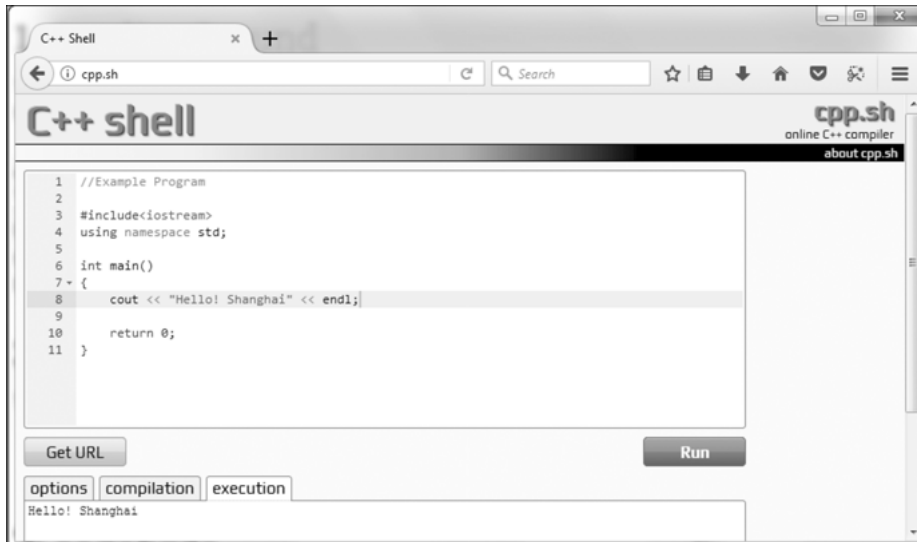 C++ Shell
cpp.sh
Search
C++ shell
cpp.sh
online C++ compiler
about cpp.sh
1 //Example Program
2
3 #include<iostream>
4 using namespace std;
5
6 int main()
7 {
8 cout << "Hello! Shanghai" << endl;
9
10 return 0;
11 }
Get URL
Run
options
compilation
execution
Hello! Shanghai